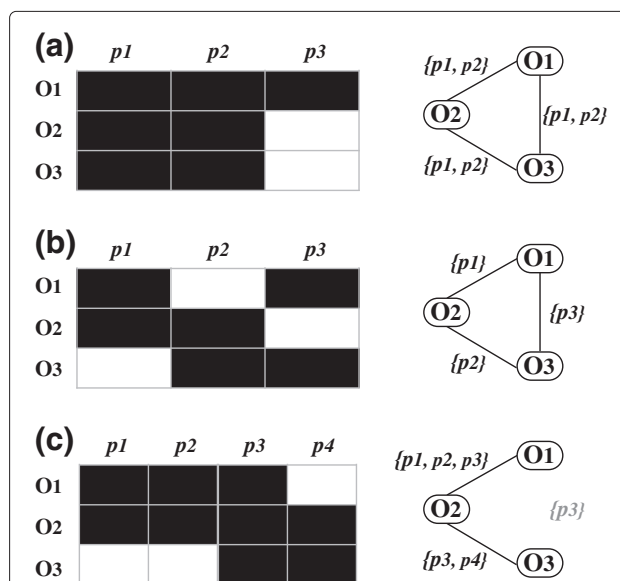 (a) p1 p2 p3
O1
O2
O3
{p1, p2} O1
O2 {p1, p2}
{p1, p2} O3
(b) p1 p2 p3
O1
O2
O3
{p1} O1
O2 {p3}
{p2} O3
(c) p1 p2 p3 p4
O1
O2
O3
{p1, p2, p3} O1
O2 {p3}
{p3, p4} O3